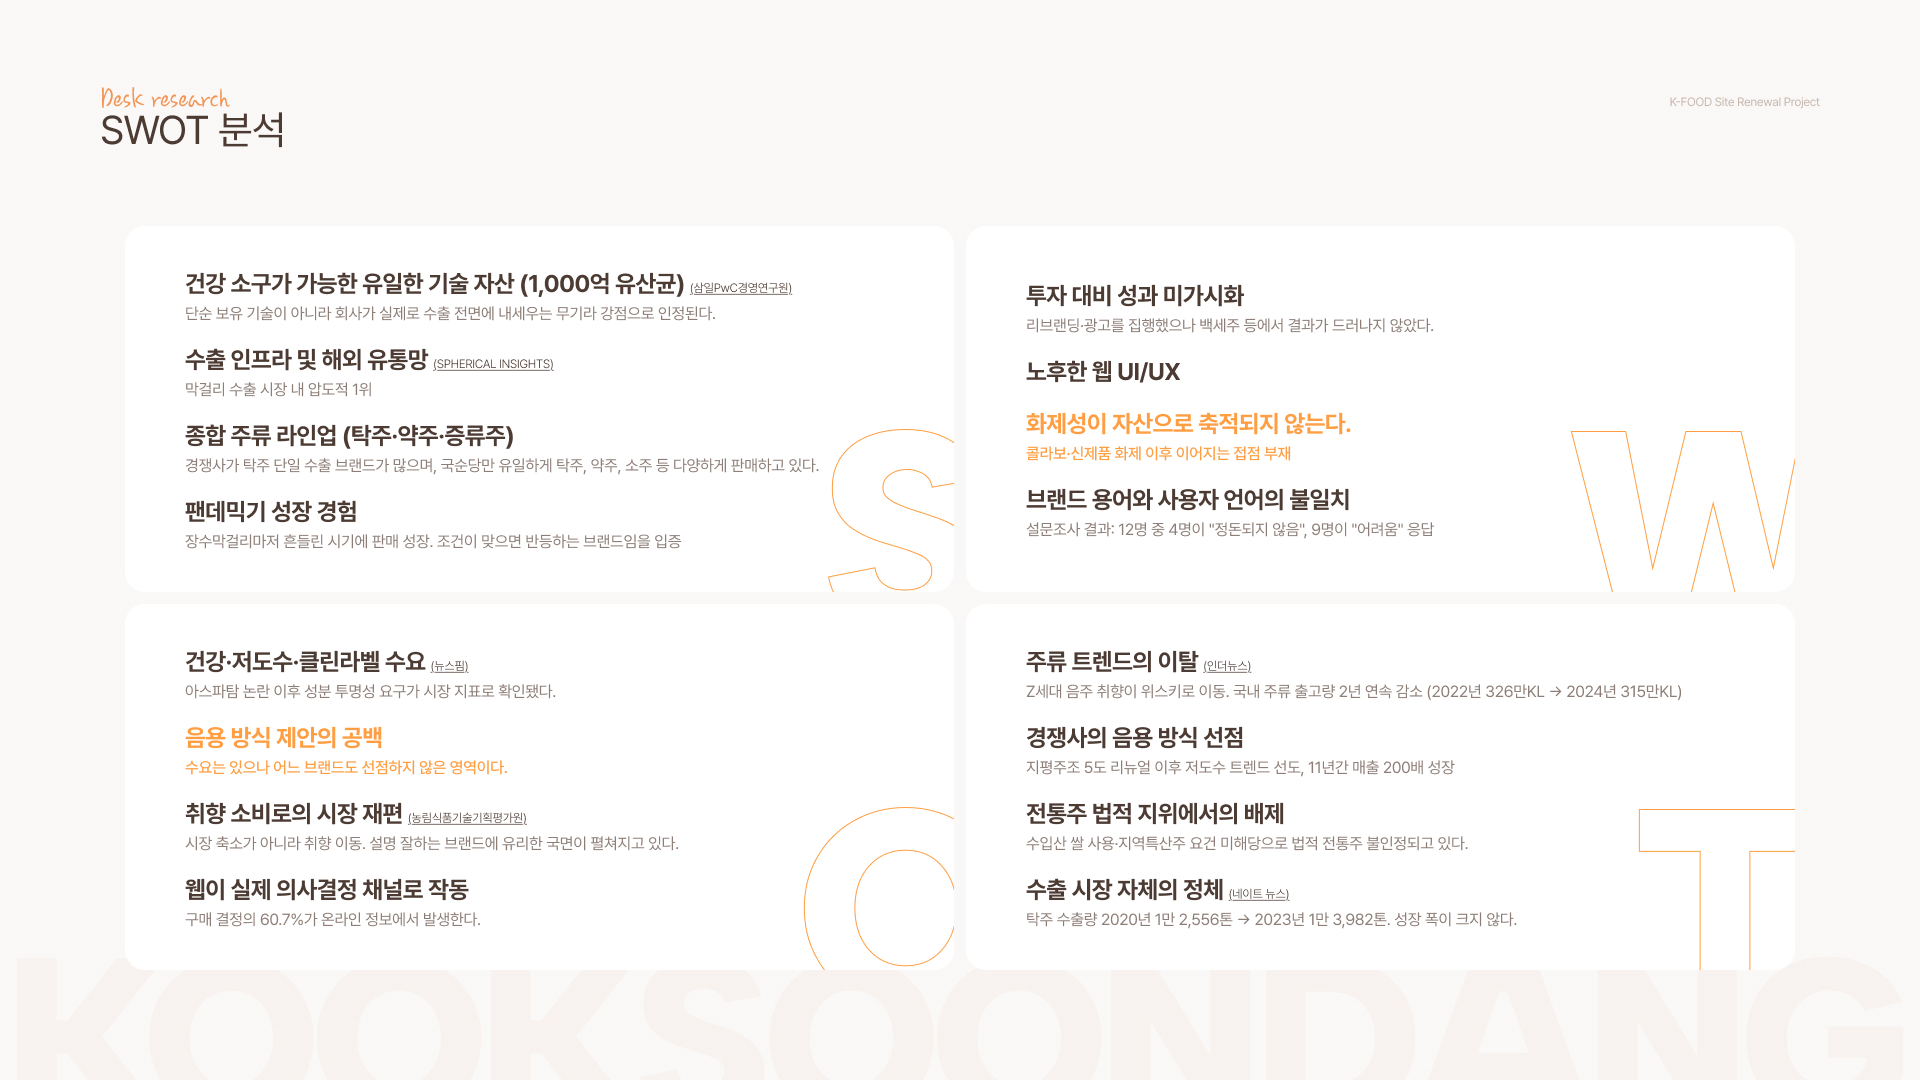 Desk research
SWOT 분석
K-FOOD Site Renewal Project
건강 소구가 가능한 유일한 기술 자산 (1,000억 유산균) (삼일PwC경영연구원)
단순 보유 기술이 아니라 회사가 실제로 수출 전면에 내세우는 무기라 강점으로 인정된다.
수출 인프라 및 해외 유통망 (SPHERICAL INSIGHTS)
막걸리 수출 시장 내 압도적 1위
종합 주류 라인업 (탁주·약주·증류주)
경쟁사가 탁주 단일 수출 브랜드가 많으며, 국순당만 유일하게 탁주, 약주, 소주 등 다양하게 판매하고 있다.
팬데믹기 성장 경험
장수막걸리마저 흔들린 시기에 판매 성장. 조건이 맞으면 반등하는 브랜드임을 입증
S
투자 대비 성과 미가시화
리브랜딩·광고를 집행했으나 백세주 등에서 결과가 드러나지 않았다.
노후한 웹 UI/UX
화제성이 자산으로 축적되지 않는다.
콜라보·신제품 화제 이후 이어지는 접점 부재
브랜드 용어와 사용자 언어의 불일치
설문조사 결과: 12명 중 4명이 "정돈되지 않음", 9명이 "어려움" 응답
W
건강·저도수·클린라벨 수요 (뉴스핌)
아스파탐 논란 이후 성분 투명성 요구가 시장 지표로 확인됐다.
음용 방식 제안의 공백
수요는 있으나 어느 브랜드도 선점하지 않은 영역이다.
취향 소비로의 시장 재편 (농림식품기술기획평가원)
시장 축소가 아니라 취향 이동. 설명 잘하는 브랜드에 유리한 국면이 펼쳐지고 있다.
웹이 실제 의사결정 채널로 작동
구매 결정의 60.7%가 온라인 정보에서 발생한다.
O
주류 트렌드의 이탈 (인더뉴스)
Z세대 음주 취향이 위스키로 이동. 국내 주류 출고량 2년 연속 감소 (2022년 326만KL → 2024년 315만KL)
경쟁사의 음용 방식 선점
지평주조 5도 리뉴얼 이후 저도수 트렌드 선도, 11년간 매출 200배 성장
전통주 법적 지위에서의 배제
수입산 쌀 사용·지역특산주 요건 미해당으로 법적 전통주 불인정되고 있다.
수출 시장 자체의 정체 (네이트 뉴스)
탁주 수출량 2020년 1만 2,556톤 → 2023년 1만 3,982톤. 성장 폭이 크지 않다.
T
KOOKSOONDANG